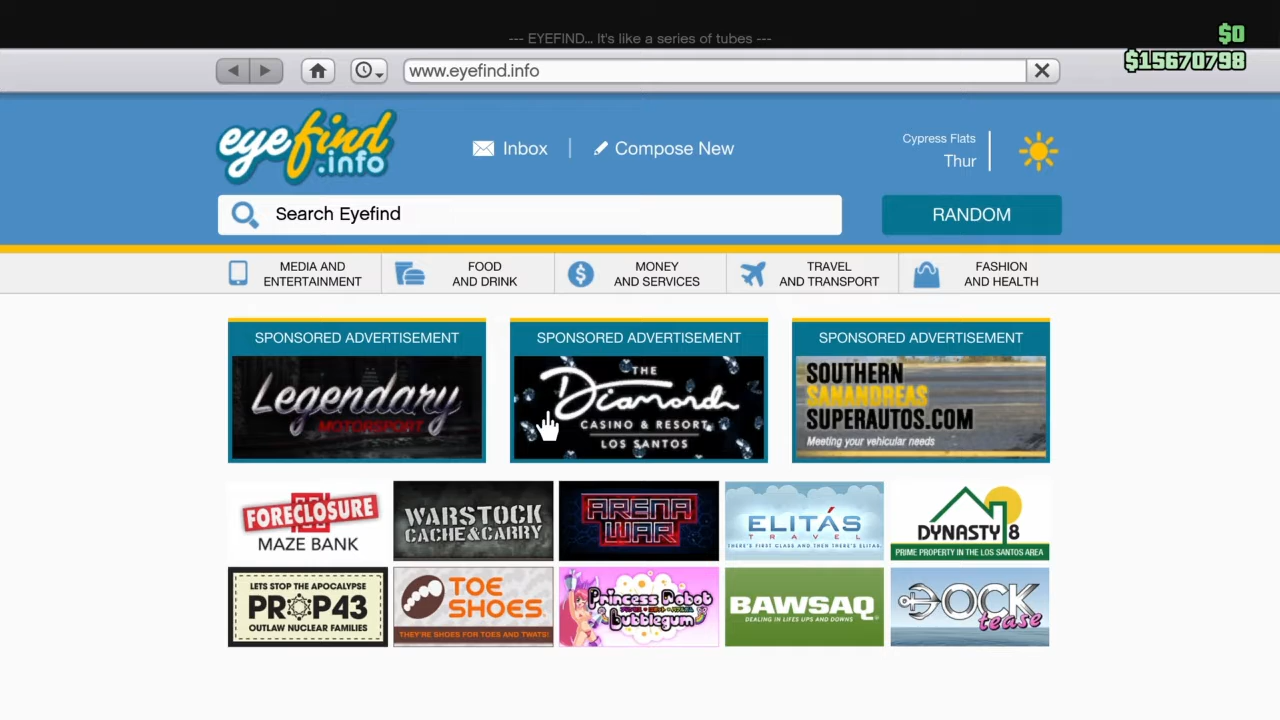 --- EYEFIND... It's like a series of tubes ---
$0
$15670798
www.eyefind.info
eyefind
.info
Inbox
Compose New
Cypress Flats
Thur
Search Eyefind
RANDOM
MEDIA AND
ENTERTAINMENT
FOOD
AND DRINK
MONEY
AND SERVICES
TRAVEL
AND TRANSPORT
FASHION
AND HEALTH
SPONSORED ADVERTISEMENT
Legendary
MOTORSPORT
SPONSORED ADVERTISEMENT
THE
Diamond
CASINO & RESORT
LOS SANTOS
SPONSORED ADVERTISEMENT
SOUTHERN
SANANDREAS
SUPERAUTOS.COM
Meeting your vehicular needs
FORECLOSURE
MAZE BANK
WARSTOCK
CACHE&CARRY
ARENA
WAR
ELITÁS
TRAVEL
THERE'S FIRST CLASS AND THEN THERE'S ELITAS.
DYNASTY 8
PRIME PROPERTY IN THE LOS SANTOS AREA
LETS STOP THE APOCALYPSE
PROP43
OUTLAW NUCLEAR FAMILIES
TOE
SHOES
THEY'RE SHOES FOR TOES AND TWATS!
Princess Robot
Bubblegum
BAWSAQ
DEALING IN LIFES UPS AND DOWNS
DOCK
tease